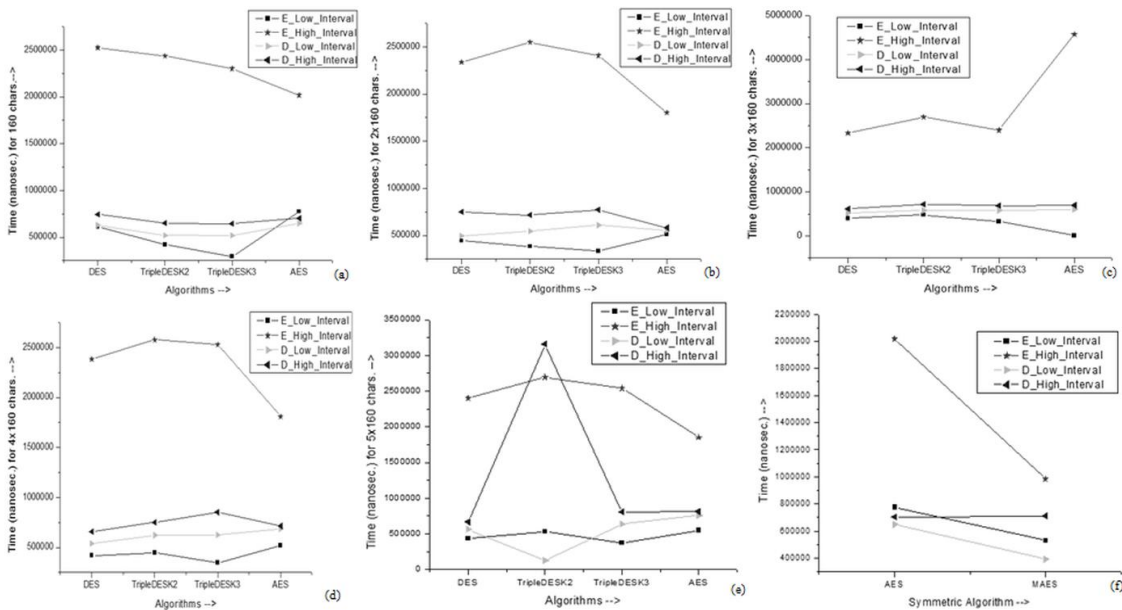 Time (nanosec.) for 160 chars. -->
2500000
2000000
1500000
1000000
500000
E_Low_Interval
E_High_Interval
D_Low_Interval
D_High_Interval
DES
TripleDESK2
TripleDESK3
AES
Algorithms -->
(a)
Time (nanosec.) for 2x160 chars. -->
2500000
2000000
1500000
1000000
500000
E_Low_Interval
E_High_Interval
D_Low_Interval
D_High_Interval
DES
TripleDESK2
TripleDESK3
AES
Algorithms -->
(b)
Time (nanosec.) for 3x160 chars. -->
5000000
4000000
3000000
2000000
1000000
0
E_Low_Interval
E_High_Interval
D_Low_Interval
D_High_Interval
DES
TripleDESK2
TripleDESK3
AES
Algorithms -->
(c)
Time (nanosec.) for 4x160 chars. -->
2500000
2000000
1500000
1000000
500000
E_Low_Interval
E_High_Interval
D_Low_Interval
D_High_Interval
DES
TripleDESK2
TripleDESK3
AES
Algorithms -->
(d)
Time (nanosec.) for 5x160 chars. -->
3500000
3000000
2500000
2000000
1500000
1000000
500000
0
E_Low_Interval
E_High_Interval
D_Low_Interval
D_High_Interval
DES
TripleDESK2
TripleDESK3
AES
Algorithms -->
(e)
Time (nanosec.) -->
2200000
2000000
1800000
1600000
1400000
1200000
1000000
800000
600000
400000
E_Low_Interval
E_High_Interval
D_Low_Interval
D_High_Interval
AES
MAES
Symmetric Algorithm -->
(f)